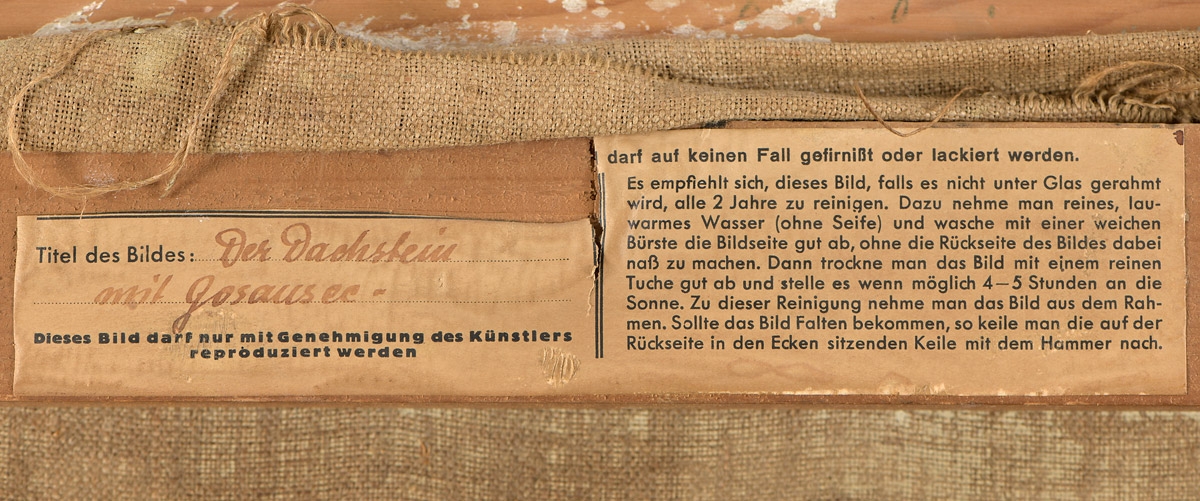 Titel des Bildes: Der Dachstein
mit Gosausee -
Dieses Bild darf nur mit Genehmigung des Künstlers
reproduziert werden
darf auf keinen Fall gefirnißt oder lackiert werden.
Es empfiehlt sich, dieses Bild, falls es nicht unter Glas gerahmt
wird, alle 2 Jahre zu reinigen. Dazu nehme man reines, lau-
warmes Wasser (ohne Seife) und wasche mit einer weichen
Bürste die Bildseite gut ab, ohne die Rückseite des Bildes dabei
naß zu machen. Dann trockne man das Bild mit einem reinen
Tuche gut ab und stelle es wenn möglich 4—5 Stunden an die
Sonne. Zu dieser Reinigung nehme man das Bild aus dem Rah-
men. Sollte das Bild Falten bekommen, so keile man die auf der
Rückseite in den Ecken sitzenden Keile mit dem Hammer nach.